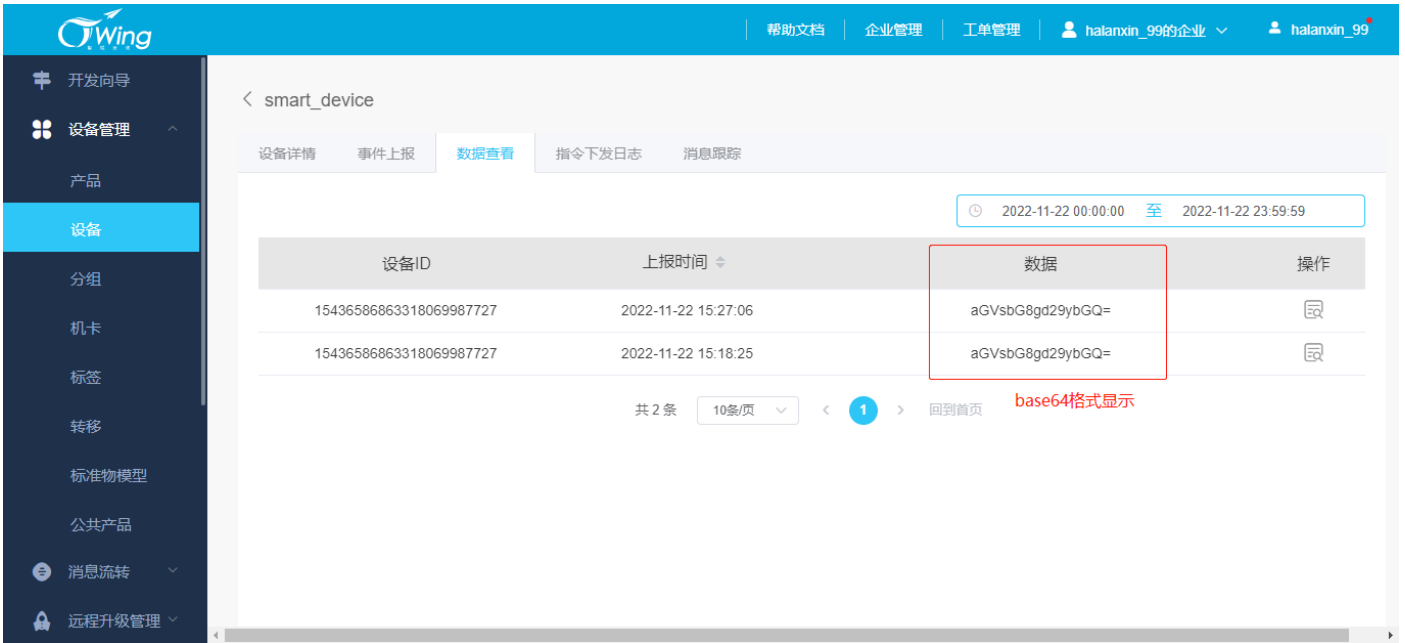 CTWing
帮助文档 企业管理 工单管理 halanxin_99的企业 halanxin_99
开发向导
设备管理
产品
设备
分组
机卡
标签
转移
标准物模型
公共产品
消息流转
远程升级管理
smart_device
设备详情 事件上报 数据查看 指令下发日志 消息跟踪
2022-11-22 00:00:00 至 2022-11-22 23:59:59
设备ID 上报时间 数据 操作
15436586863318069987727 2022-11-22 15:27:06 aGVsbG8gd29ybGQ=
15436586863318069987727 2022-11-22 15:18:25 aGVsbG8gd29ybGQ=
共 2 条 10条/页 1 回到首页
base64格式显示